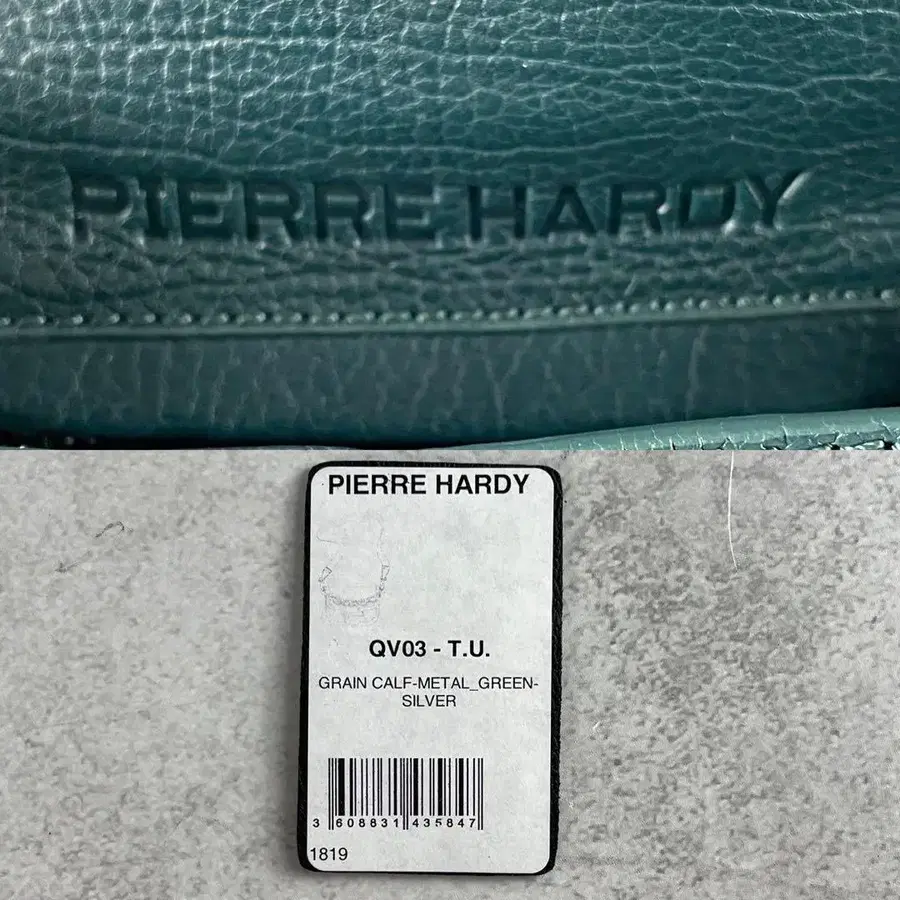 PIERRE HARDY
PIERRE HARDY
QV03 - T.U.
GRAIN CALF-METAL_GREEN-
SILVER
3 608831 435847
1819